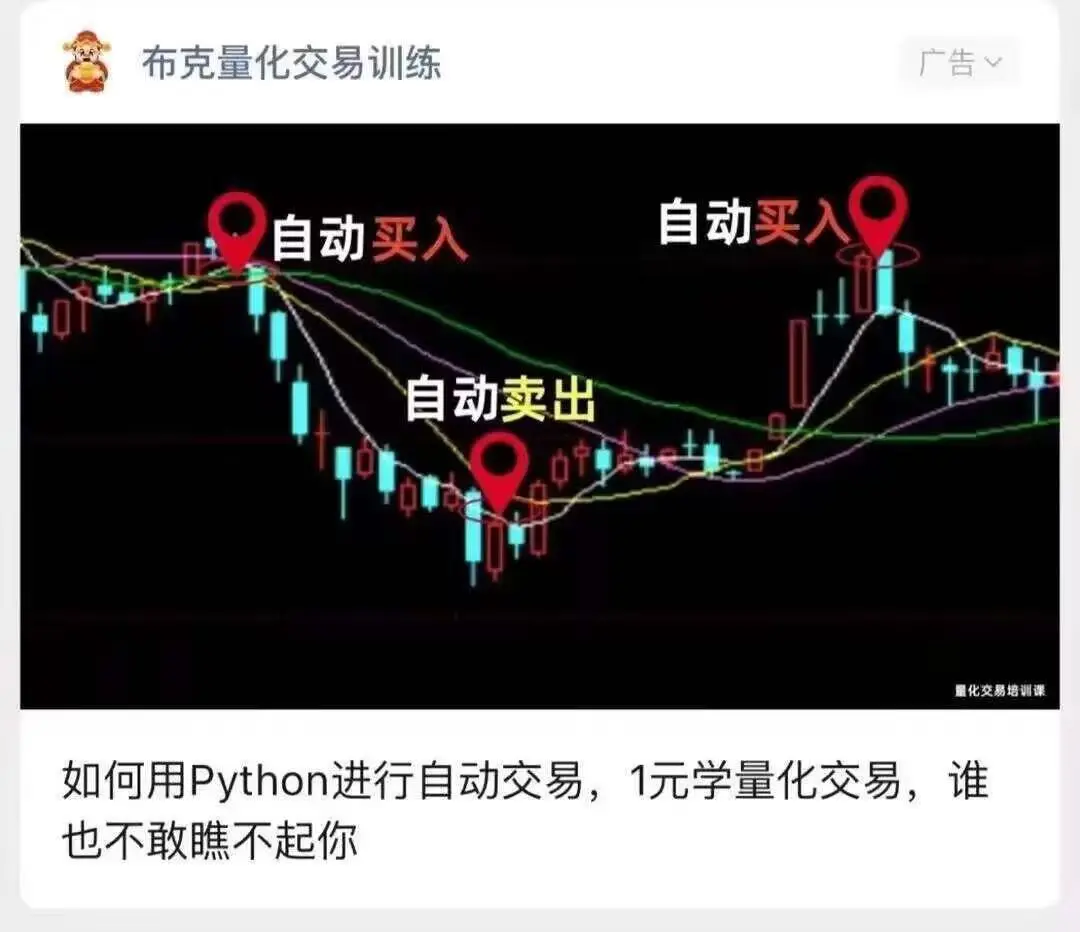 布克量化交易训练
广告
自动买入
自动买入
自动卖出
量化交易培训课
如何用Python进行自动交易，1元学量化交易，谁
也不敢瞧不起你